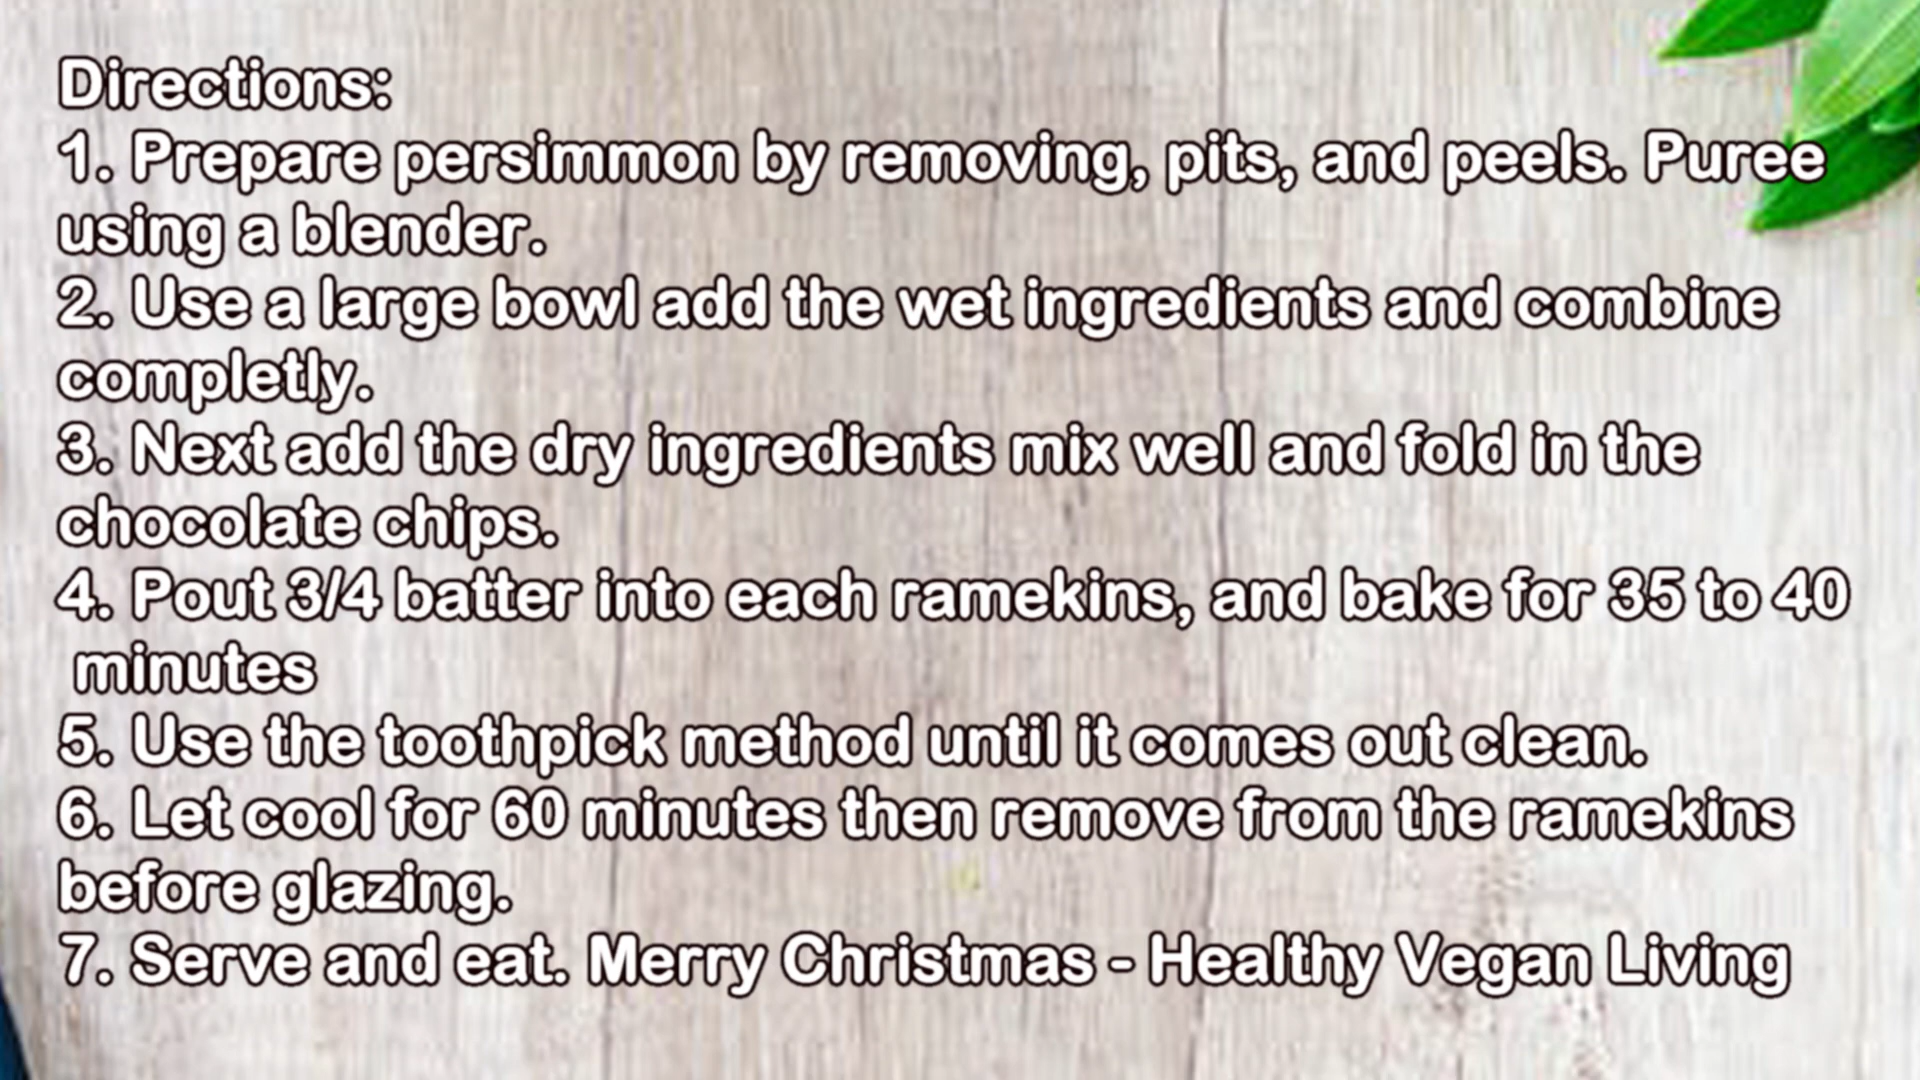 Directions:
1. Prepare persimmon by removing, pits, and peels. Puree
using a blender.
2. Use a large bowl add the wet ingredients and combine
completly.
3. Next add the dry ingredients mix well and fold in the
chocolate chips.
4. Pout 3/4 batter into each ramekins, and bake for 35 to 40
minutes
5. Use the toothpick method until it comes out clean.
6. Let cool for 60 minutes then remove from the ramekins
before glazing.
7. Serve and eat. Merry Christmas - Healthy Vegan Living